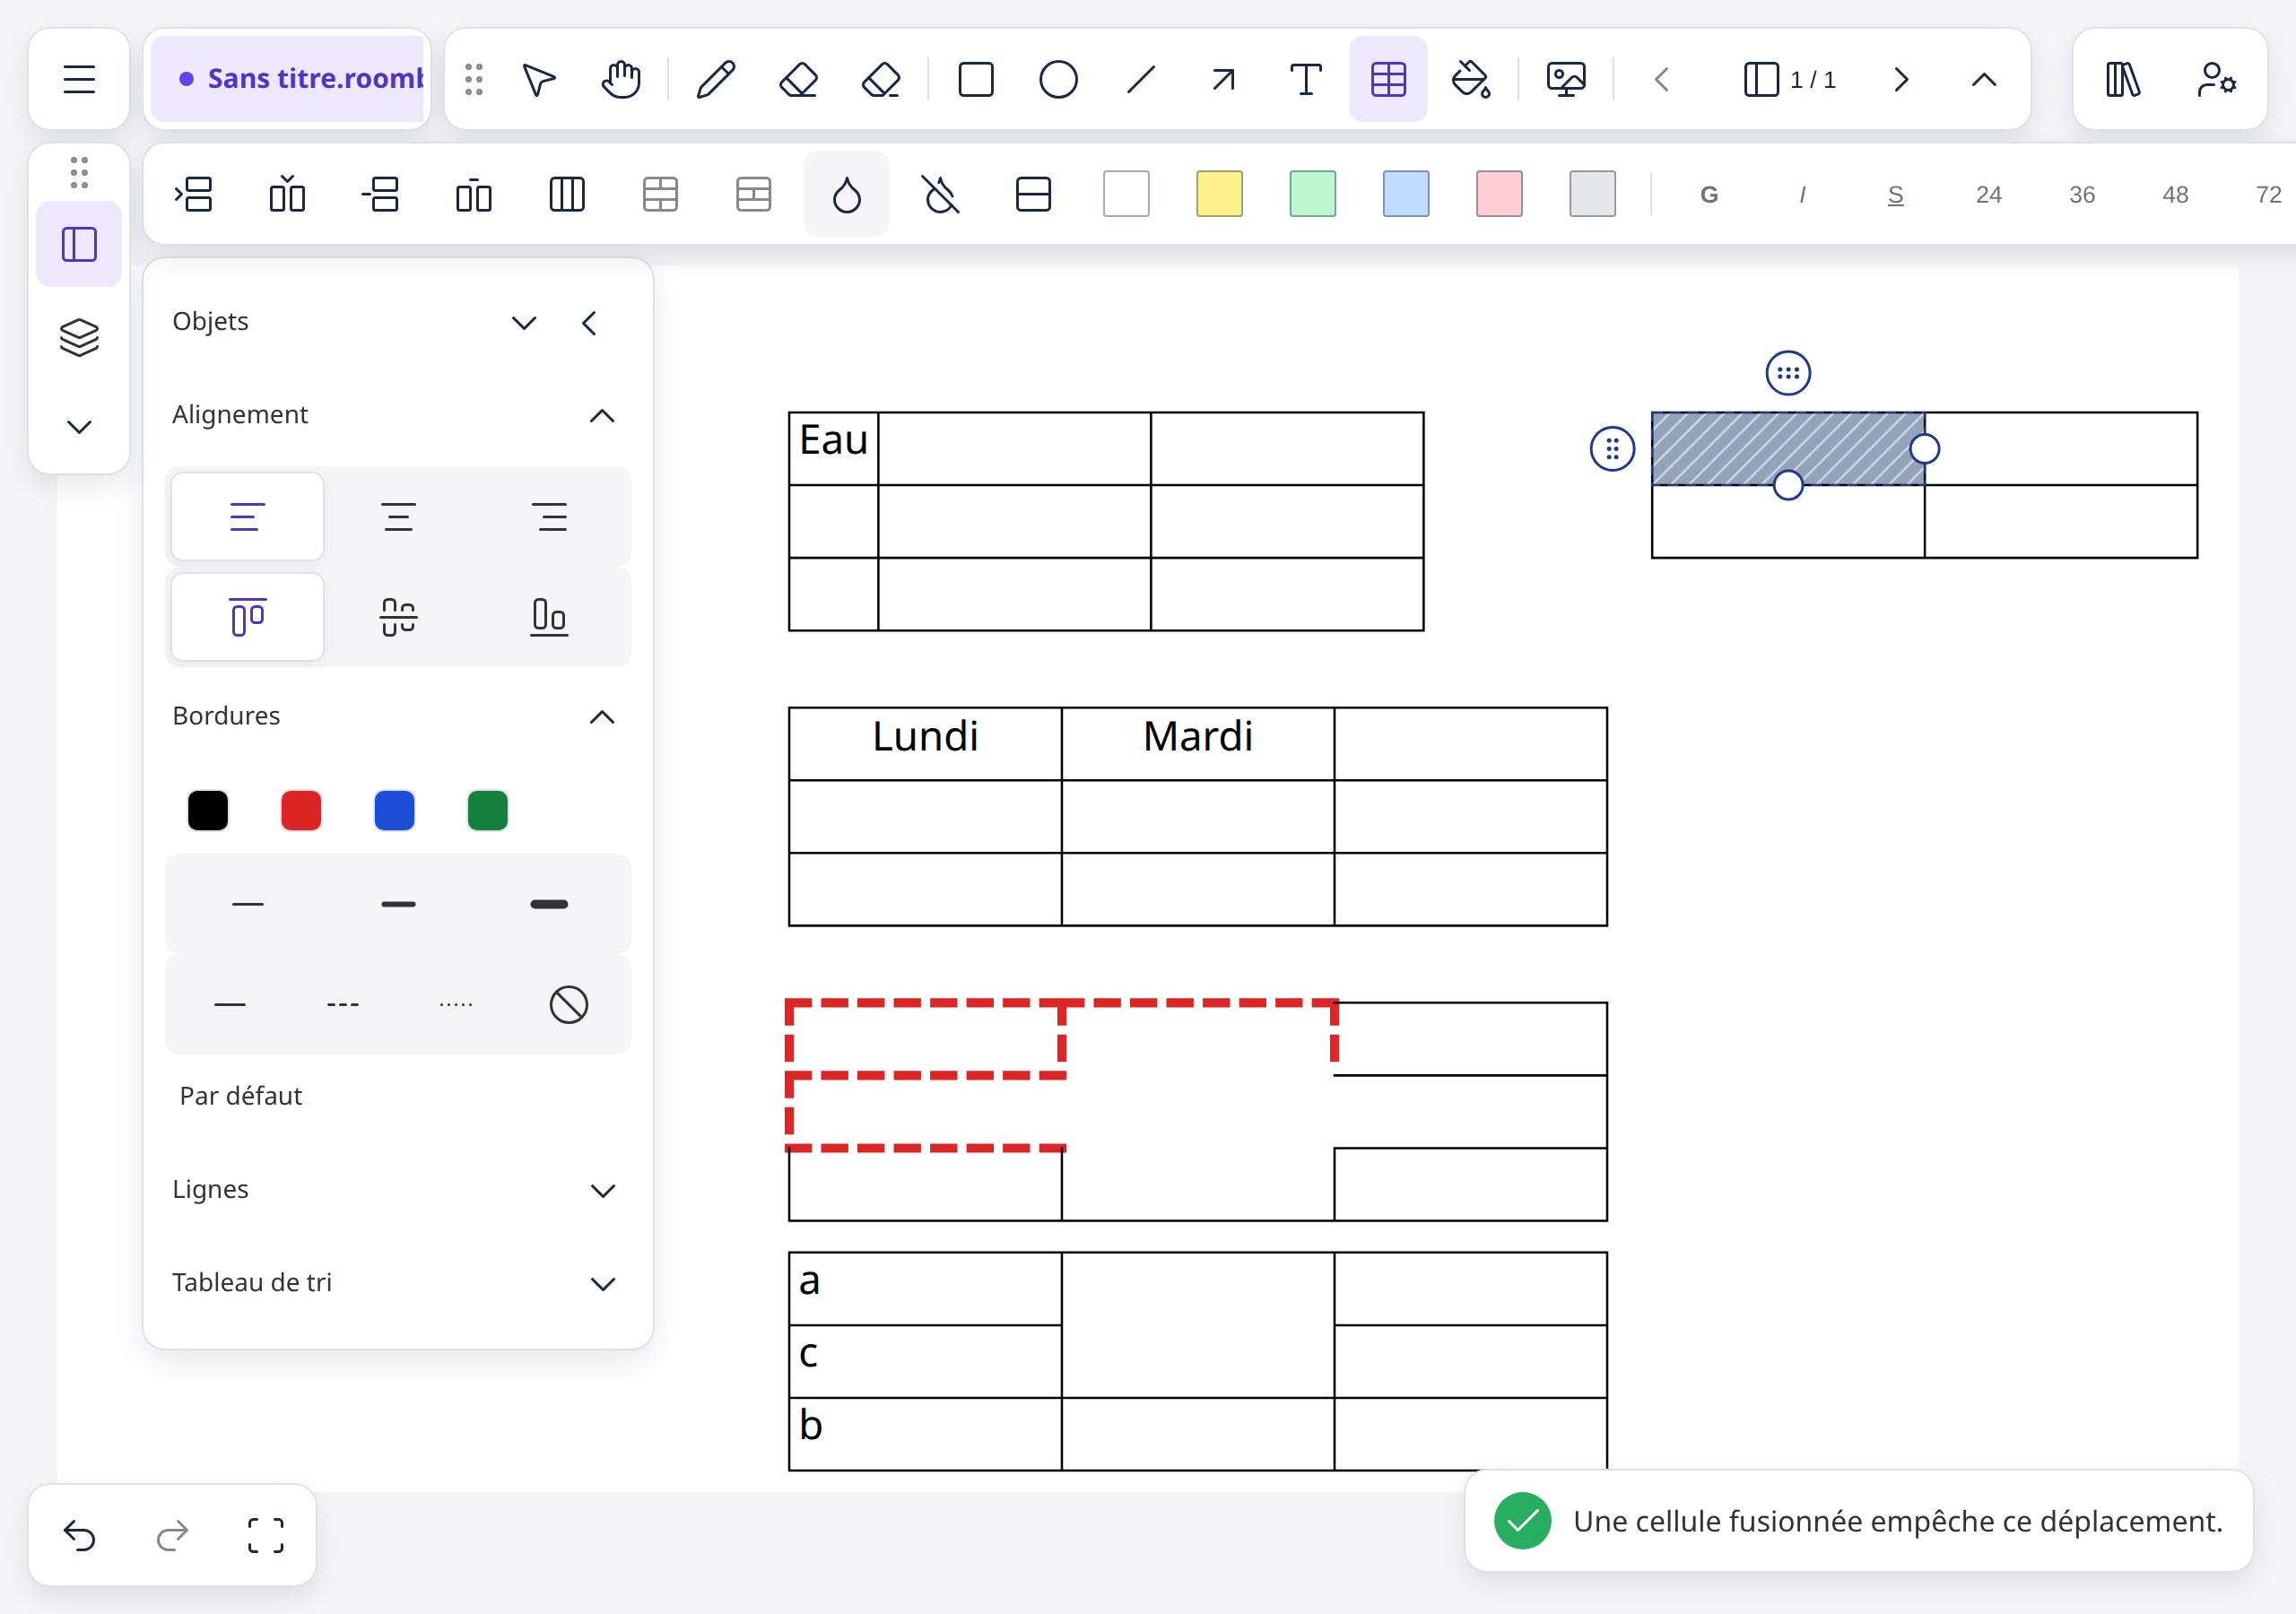 Sans titre.roomb
1 / 1
G I S 24 36 48 72
Objets
Alignement
Bordures
Par défaut
Lignes
Tableau de tri
Eau
Lundi Mardi
a
c
b
Une cellule fusionnée empêche ce déplacement.